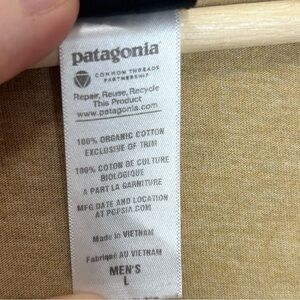 patagonia
COMMON THREADS
PARTNERSHIP
Repair, Reuse, Recycle
This Product
www.patagonia.com
100% ORGANIC COTTON
EXCLUSIVE OF TRIM
100% COTON DE CULTURE
BIOLOGIQUE
A PART LA GARNITURE
MFG DATE AND LOCATION
AT PGPSIA.COM
Made in VIETNAM
Fabriqué AU VIETNAM
MEN'S
L